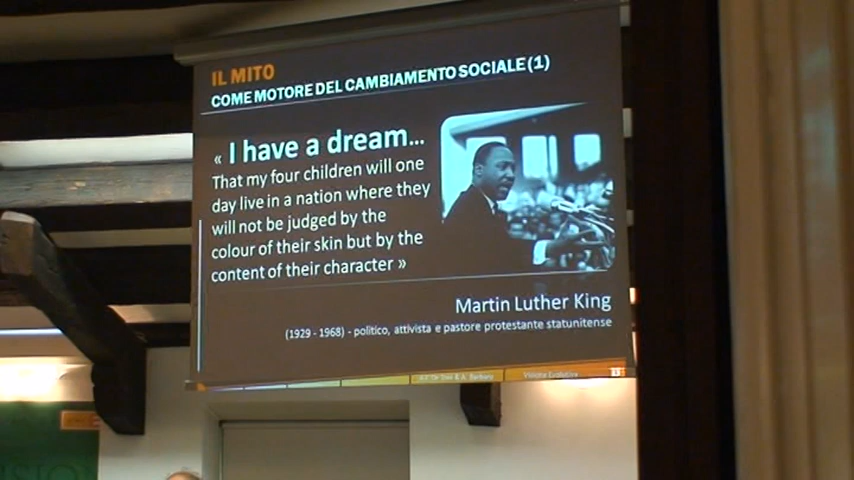 IL MITO
COME MOTORE DEL CAMBIAMENTO SOCIALE (1)
« I have a dream...
That my four children will one
day live in a nation where they
will not be judged by the
colour of their skin but by the
content of their character »
Martin Luther King
(1929 - 1968) - politico, attivista e pastore protestante statunitense
Visione Evolutiva